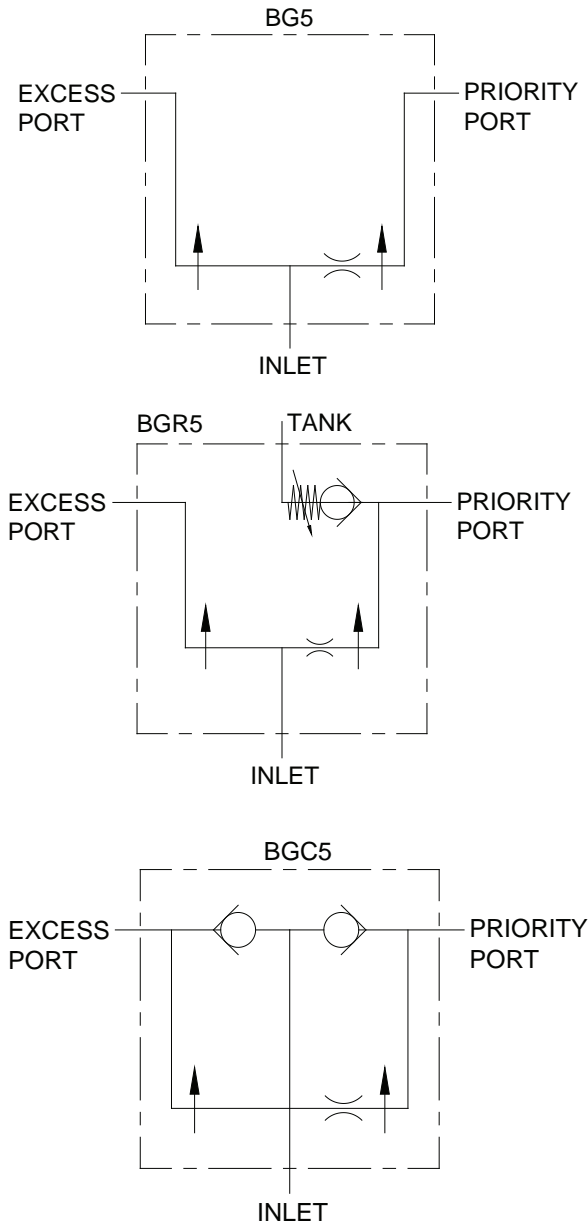 BG5
EXCESS
PORT
PRIORITY
PORT
INLET
BGR5
TANK
EXCESS
PORT
PRIORITY
PORT
INLET
BGC5
EXCESS
PORT
PRIORITY
PORT
INLET